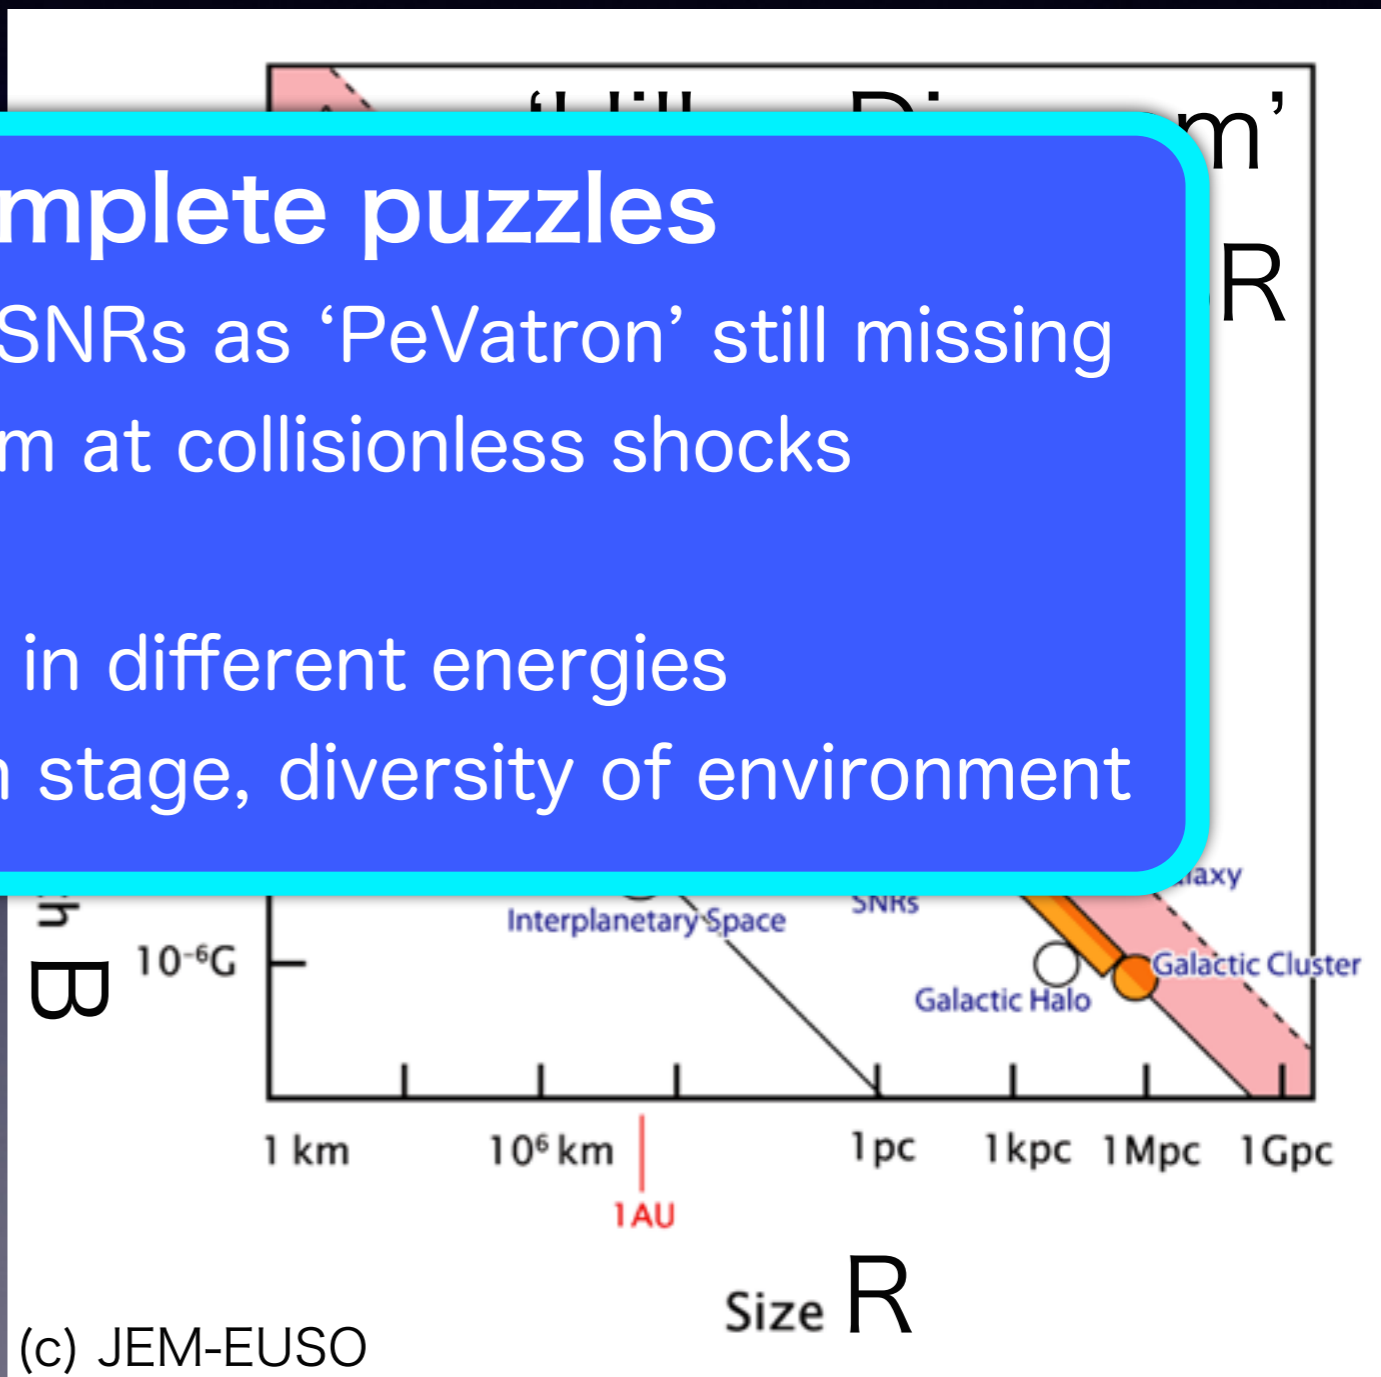 m’
R
mplete puzzles
SNRs as ‘PeVatron’ still missing
m at collisionless shocks
in different energies
stage, diversity of environment
SNRs
Interplanetary Space
B
10⁻⁶G
Galactic Cluster
Galactic Halo
1 km
10⁶ km
1pc
1kpc
1Mpc
1Gpc
1AU
Size R
(c) JEM-EUSO